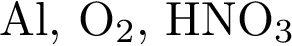 Al, O₂, HNO₃